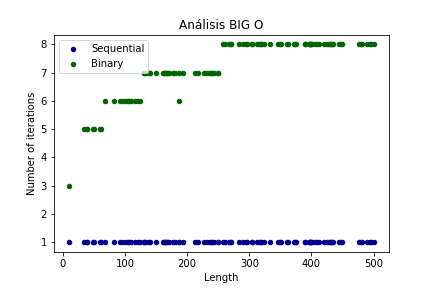 Análisis BIG O
Sequential
Binary
8
7
6
5
4
3
2
1
Number of iterations
0
100
200
300
400
500
Length